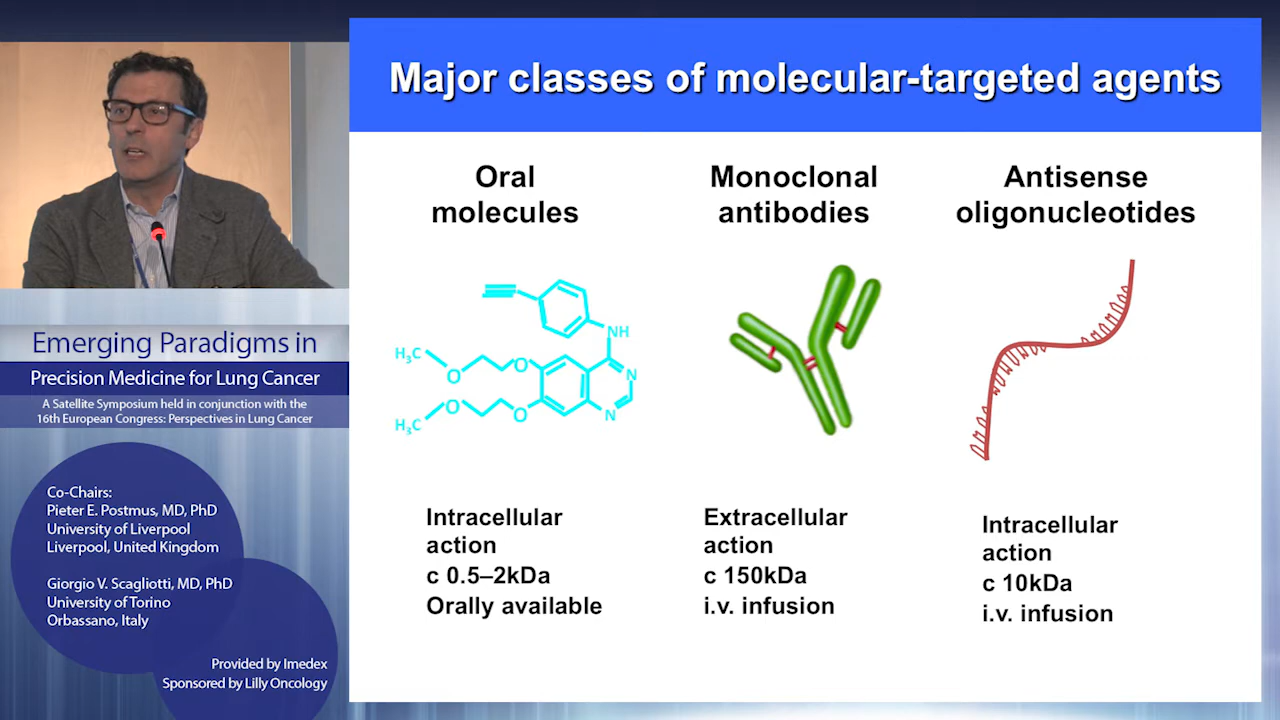 Major classes of molecular-targeted agents
Oral
molecules
Monoclonal
antibodies
Antisense
oligonucleotides
NH
H₃C
O
O
N
H₃C
O
O
N
Intracellular
action
c 0.5–2kDa
Orally available
Extracellular
action
c 150kDa
i.v. infusion
Intracellular
action
c 10kDa
i.v. infusion
Emerging Paradigms in
Precision Medicine for Lung Cancer
A Satellite Symposium held in conjunction with the
16th European Congress: Perspectives in Lung Cancer
Co-Chairs:
Pieter E. Postmus, MD, PhD
University of Liverpool
Liverpool, United Kingdom
Giorgio V. Scagliotti, MD, PhD
University of Torino
Orbassano, Italy
Provided by Imedex
Sponsored by Lilly Oncology